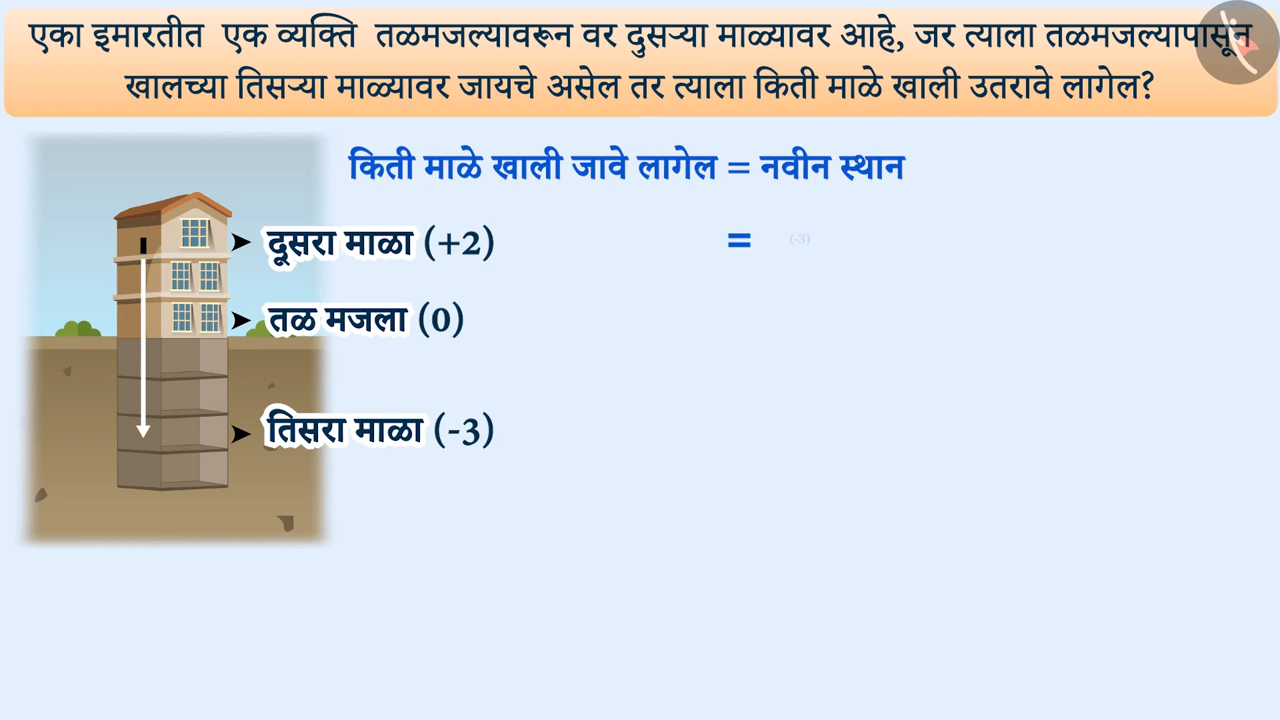 एका इमारतीत एक व्यक्ति तळमजल्यावरून वर दुसऱ्या माळ्यावर आहे, जर त्याला तळमजल्यापासून
खालच्या तिसऱ्या माळ्यावर जायचे असेल तर त्याला किती माळे खाली उतरावे लागेल?
किती माळे खाली जावे लागेल = नवीन स्थान
दूसरा माळा (+2) = (-3)
तळ मजला (0)
तिसरा माळा (-3)